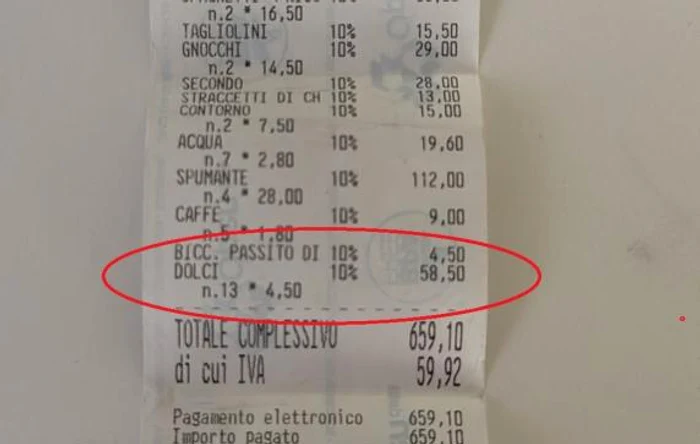 n.2 * 16,50
TAGLIOLINI 10% 15,50
GNOCCHI 10% 29,00
n.2 * 14,50
SECONDO 10% 28,00
STRACCETTI DI CH 10% 13,00
CONTORNO 10% 15,00
n.2 * 7,50
ACQUA 10% 19,60
n.7 * 2,80
SPUMANTE 10% 112,00
n.4 * 28,00
CAFFE 10% 9,00
n.5 * 1,80
BICC. PASSITO DI 10% 4,50
DOLCI 10% 58,50
n.13 * 4,50
TOTALE COMPLESSIVO 659,10
di cui IVA 59,92
Pagamento elettronico 659,10
Importo pagato 659,10